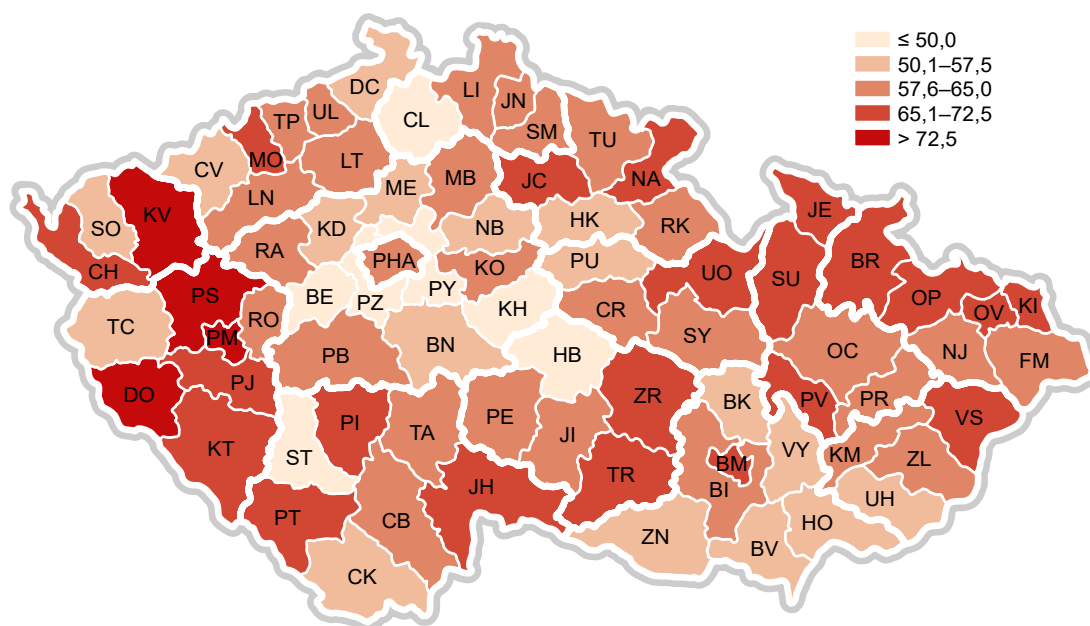 ≤ 50,0
50,1–57,5
57,6–65,0
65,1–72,5
> 72,5
DC
LI
JN
UL
TP
CL
SM
TU
MO
LT
CV
ME
MB
JC
NA
LN
KV
SO
KD
NB
HK
RK
JE
RA
PHA
KO
PU
UO
SU
BR
CH
PS
BE
PZ
PY
KH
CR
OP
OV
KI
TC
RO
PM
PB
BN
HB
SY
OC
NJ
FM
DO
PJ
ZR
BK
PV
PR
VS
KT
ST
PI
TA
PE
JI
VY
KM
ZL
BM
TR
BI
UH
PT
CB
JH
ZN
HO
BV
CK